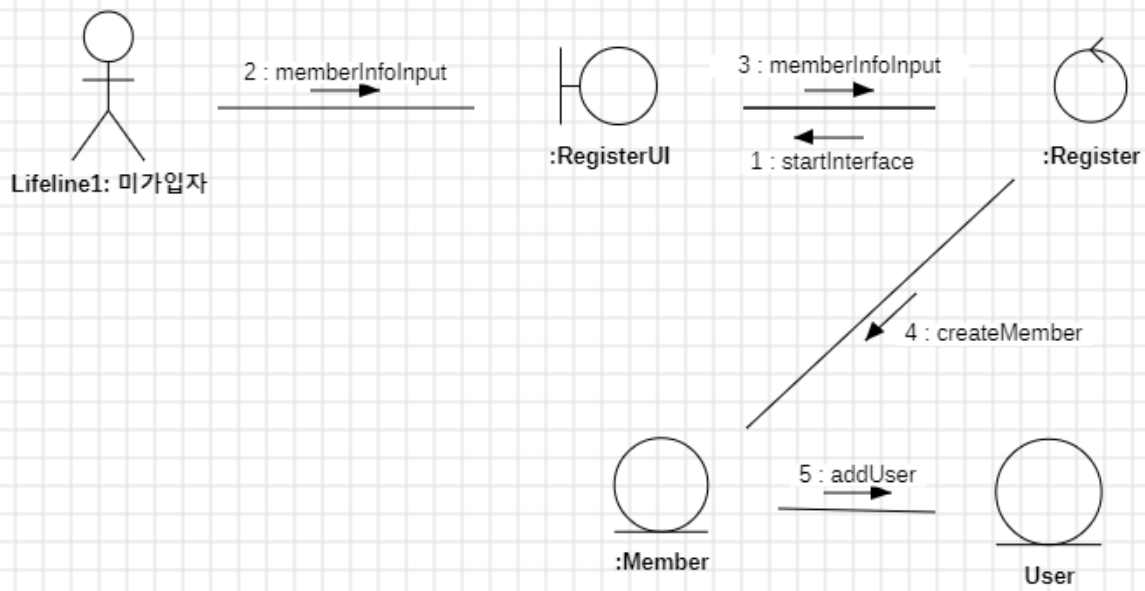 2 : memberInfoInput
3 : memberInfoInput
:RegisterUI
1 : startInterface
:Register
Lifeline1: 미가입자
4 : createMember
5 : addUser
:Member
User